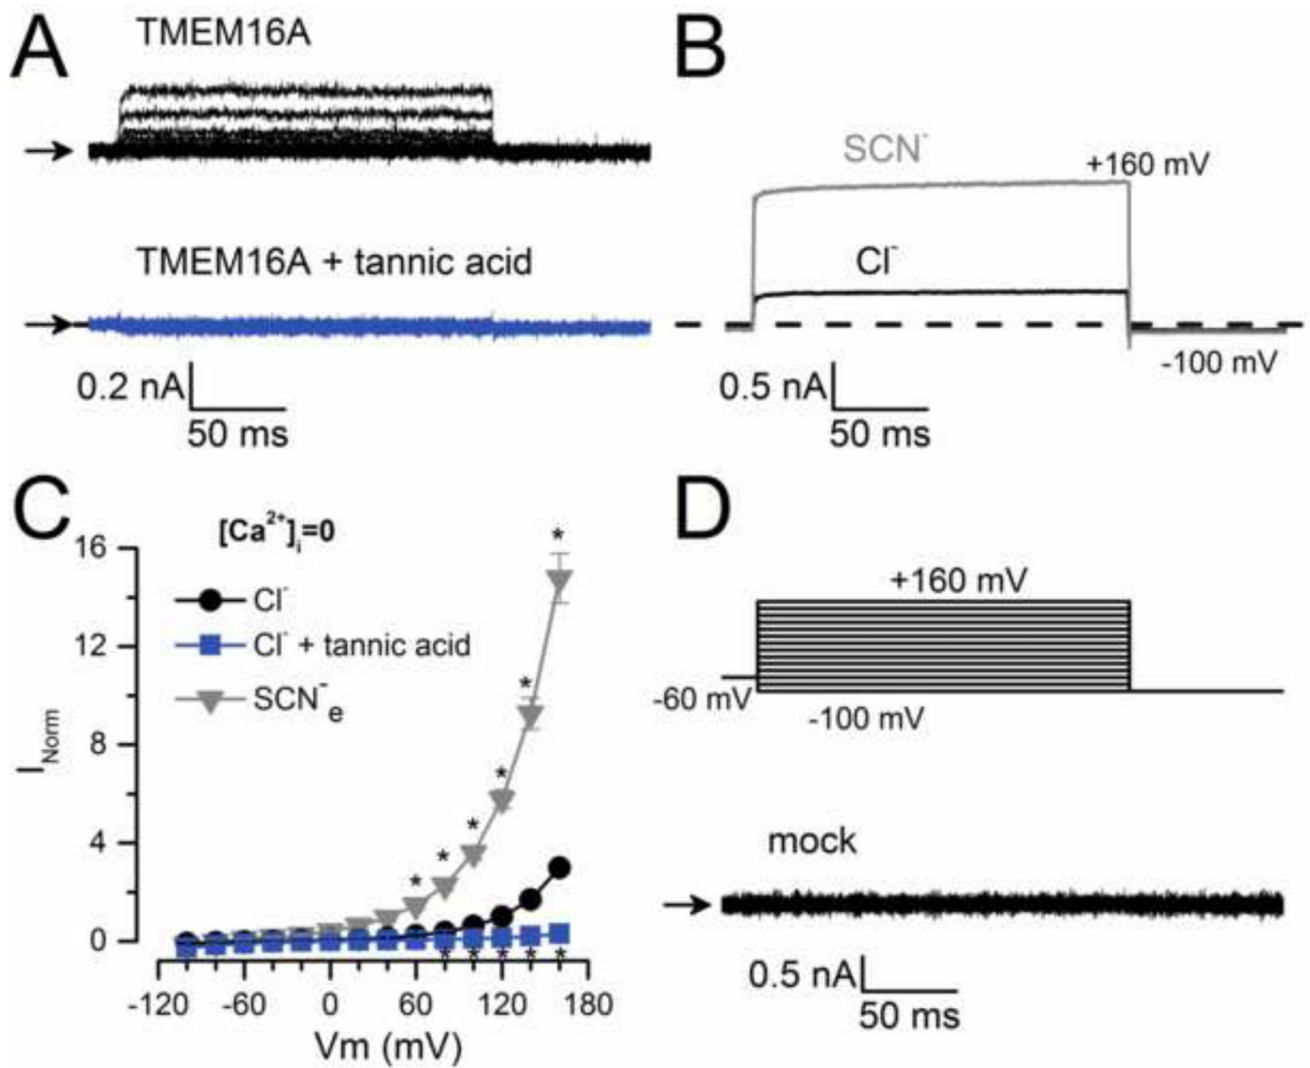 A
TMEM16A
TMEM16A + tannic acid
0.2 nA
50 ms
B
SCN⁻
+160 mV
Cl⁻
-100 mV
0.5 nA
50 ms
C
[Ca²⁺]ᵢ=0
16
12
8
4
0
I_Norm
Cl⁻
Cl⁻ + tannic acid
SCN⁻ₑ
* * * * * *
* * * * *
-120 -60 0 60 120 180
Vm (mV)
D
+160 mV
-60 mV
-100 mV
mock
0.5 nA
50 ms